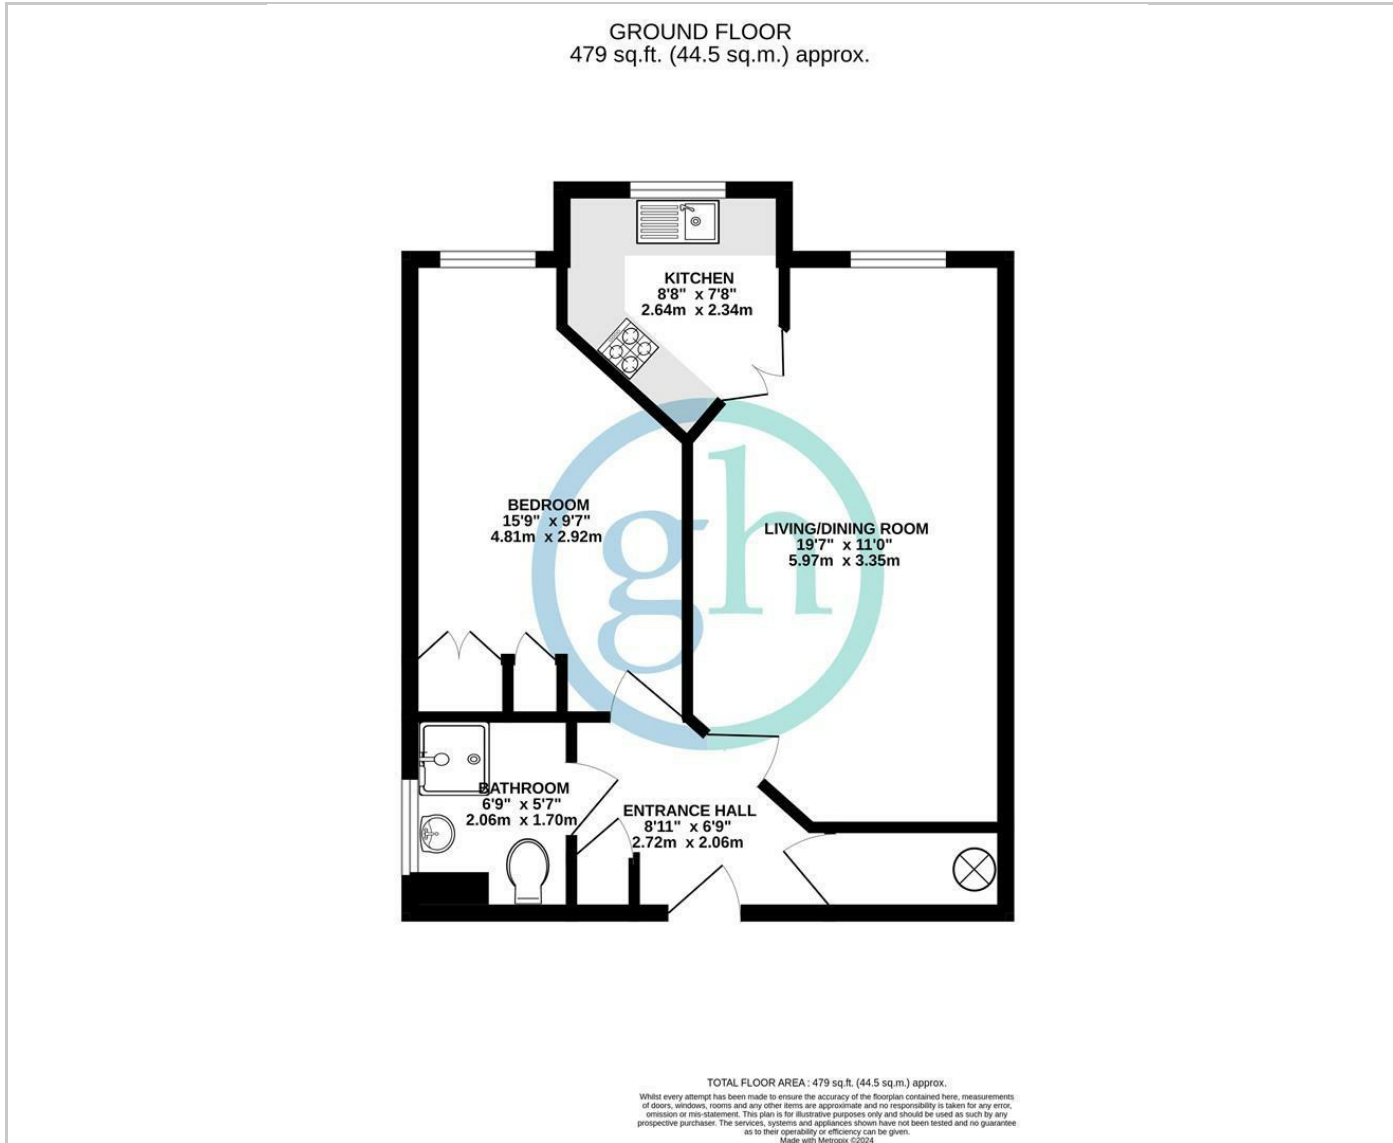 GROUND FLOOR
479 sq.ft. (44.5 sq.m.) approx.
KITCHEN
8'8" x 7'8"
2.64m x 2.34m
BEDROOM
15'9" x 9'7"
4.81m x 2.92m
gh
LIVING/DINING ROOM
19'7" x 11'0"
5.97m x 3.35m
BATHROOM
6'9" x 5'7"
2.06m x 1.70m
ENTRANCE HALL
8'11" x 6'9"
2.72m x 2.06m
TOTAL FLOOR AREA : 479 sq.ft. (44.5 sq.m.) approx.
Whilst every attempt has been made to ensure the accuracy of the floorplan contained here, measurements
of doors, windows, rooms and any other items are approximate and no responsibility is taken for any error,
omission or mis-statement. This plan is for illustrative purposes only and should be used as such by any
prospective purchaser. The services, systems and appliances shown have not been tested and no guarantee
as to their operability or efficiency can be given.
Made with Metropix ©2024